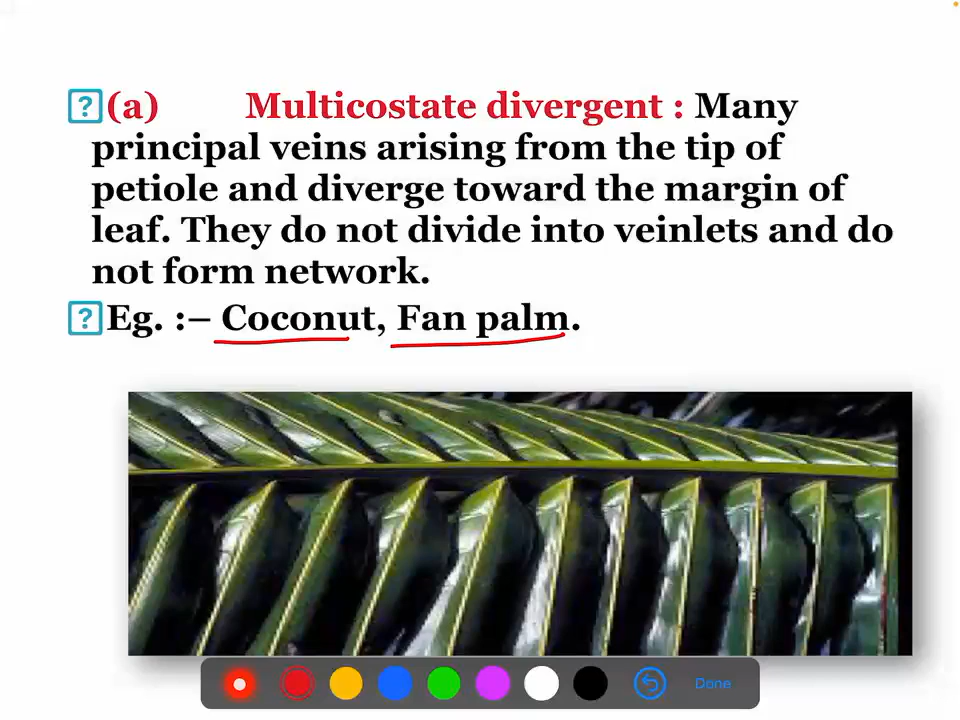 (a) Multicostate divergent : Many
principal veins arising from the tip of
petiole and diverge toward the margin of
leaf. They do not divide into veinlets and do
not form network.
Eg. :– Coconut, Fan palm.
Done